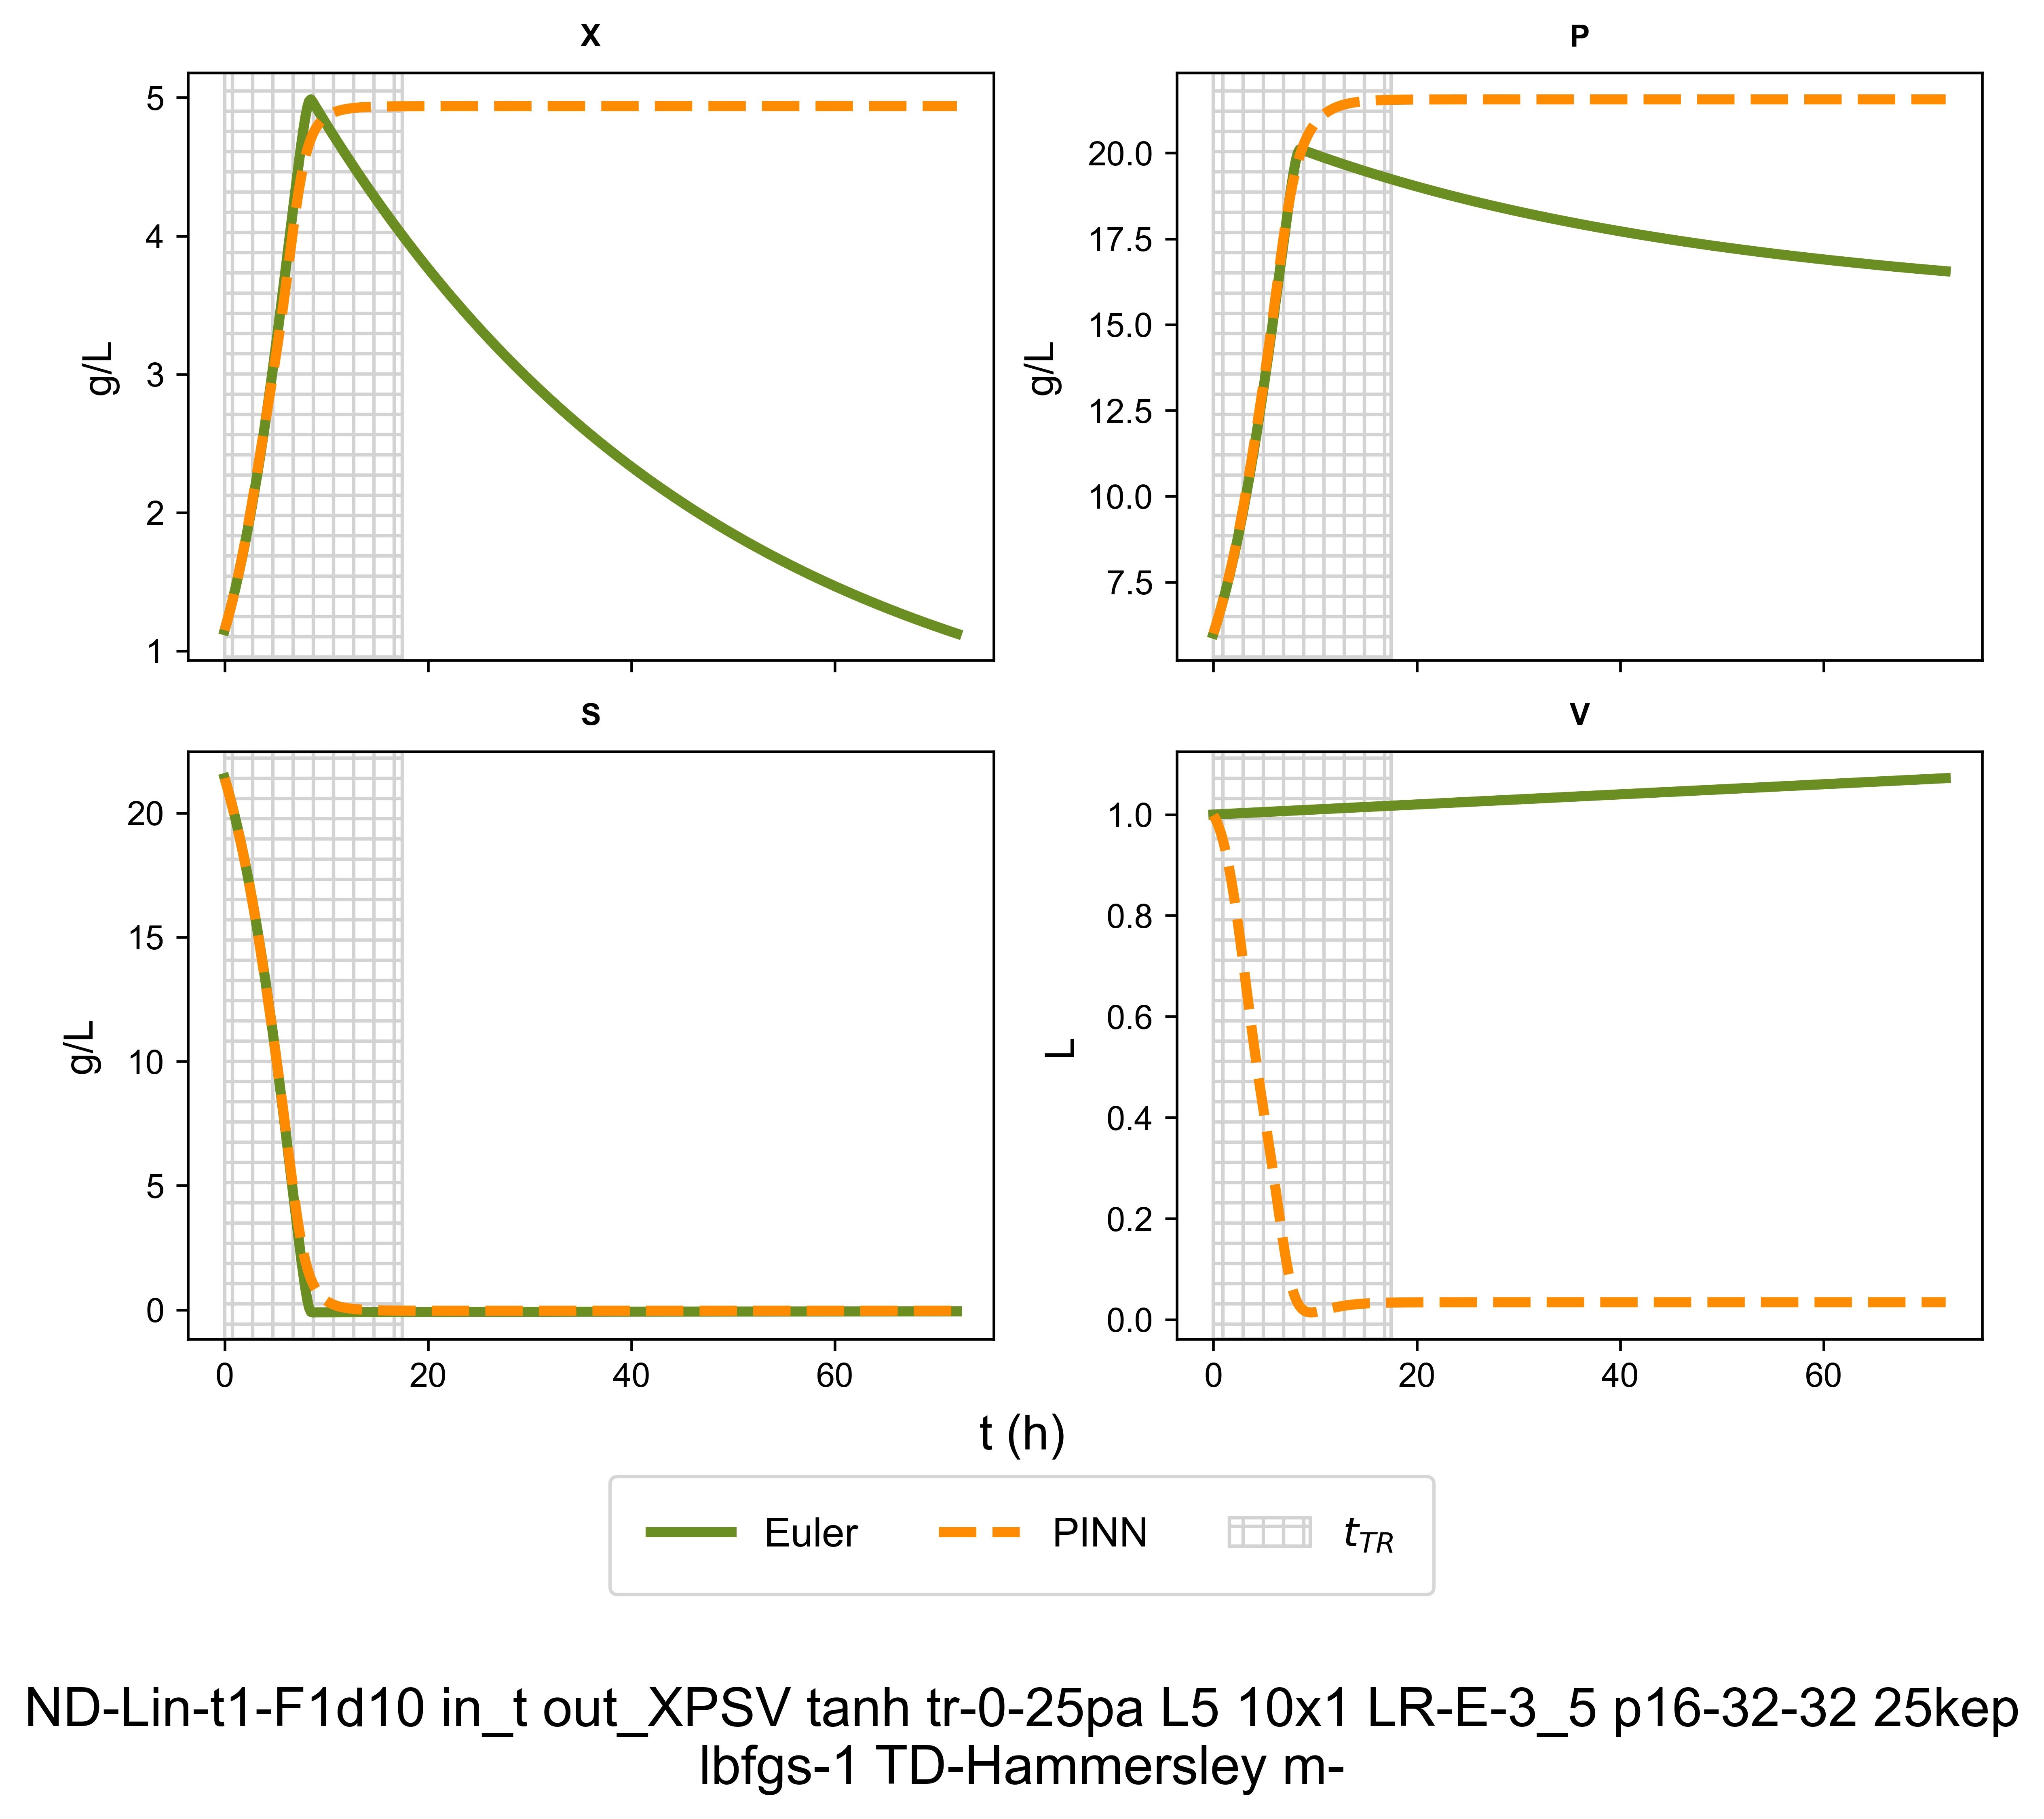 X
P
5
4
3
2
1
g/L
20.0
17.5
15.0
12.5
10.0
7.5
g/L
S
V
20
15
10
5
0
g/L
1.0
0.8
0.6
0.4
0.2
0.0
L
0 20 40 60
0 20 40 60
t (h)
Euler PINN t_TR
ND-Lin-t1-F1d10 in_t out_XPSV tanh tr-0-25pa L5 10x1 LR-E-3_5 p16-32-32 25kep
lbfgs-1 TD-Hammersley m-